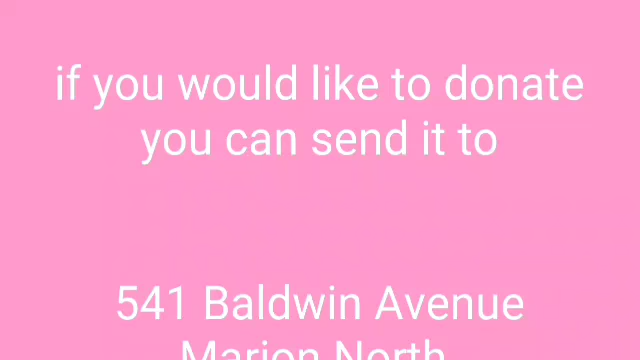 if you would like to donate
you can send it to
541 Baldwin Avenue
Marion North